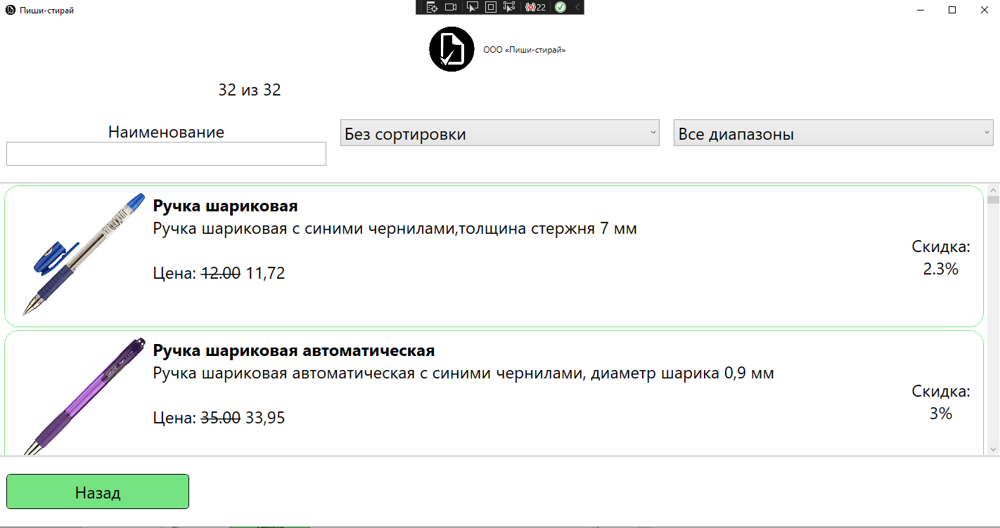 Пиши-стирай
22
ООО «Пиши-стирай»
32 из 32
Наименование
Без сортировки
Все диапазоны
Ручка шариковая
Ручка шариковая с синими чернилами,толщина стержня 7 мм
Цена: 12.00 11,72
Скидка:
2.3%
Ручка шариковая автоматическая
Ручка шариковая автоматическая с синими чернилами, диаметр шарика 0,9 мм
Цена: 35.00 33,95
Скидка:
3%
Назад